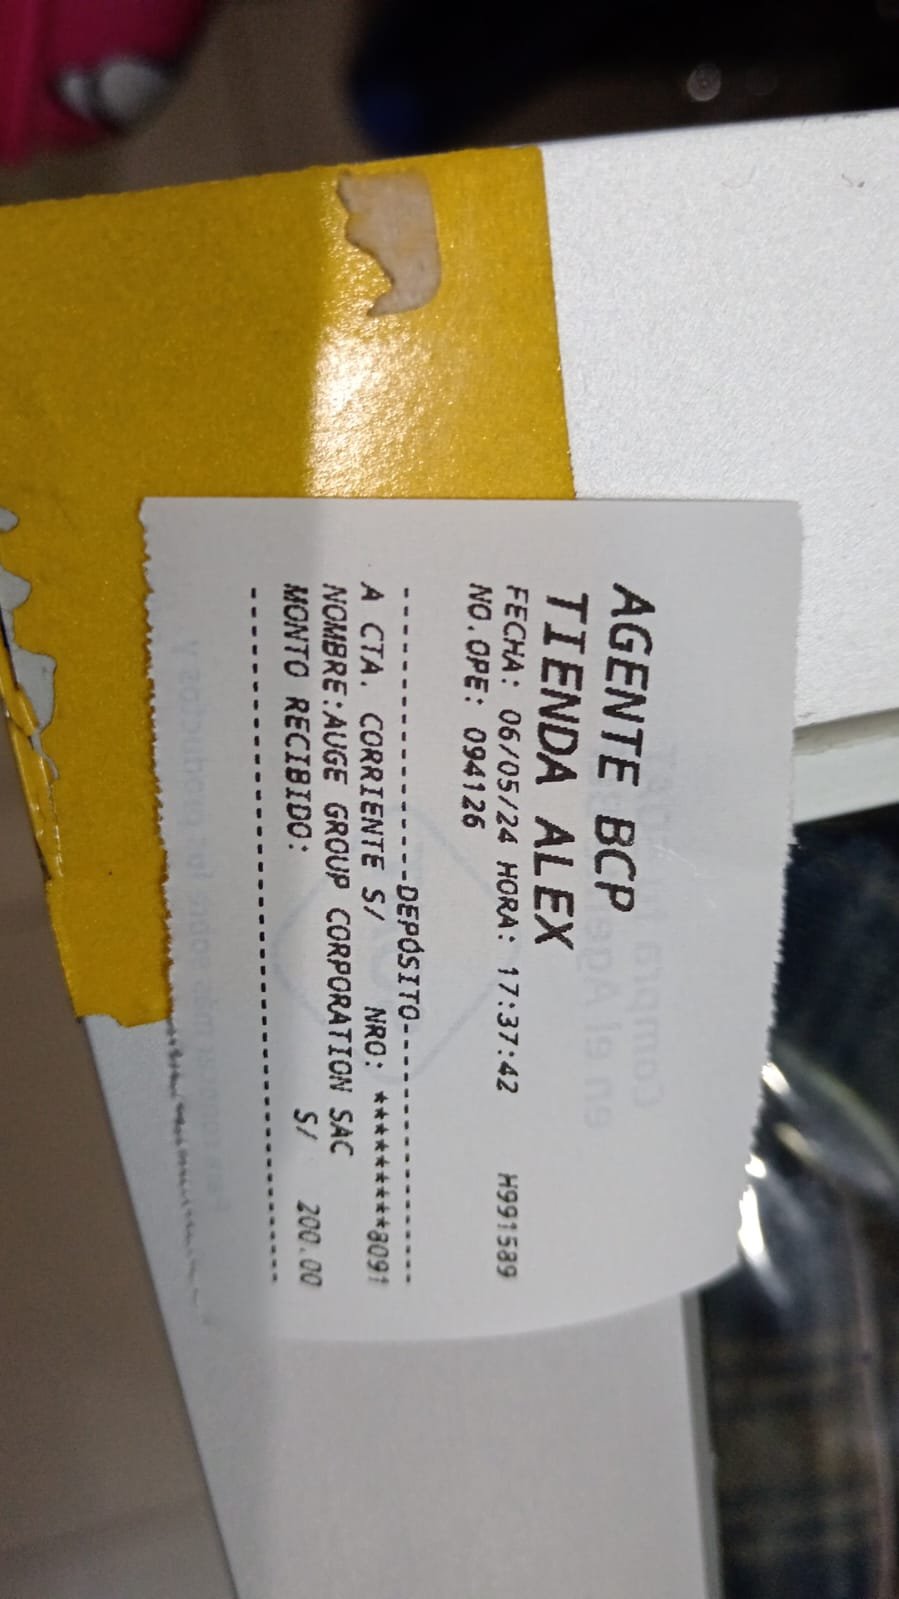 AGENTE BCP
TIENDA ALEX
FECHA: 06/05/24 HORA: 17:37:42 H991589
NO.OPE: 094126
--------------------DEPÓSITO------------------
A CTA. CORRIENTE S/ NRO: **********8091
NOMBRE:AUGE GROUP CORPORATION SAC
MONTO RECIBIDO: S/ 200.00
------------------------------------------------